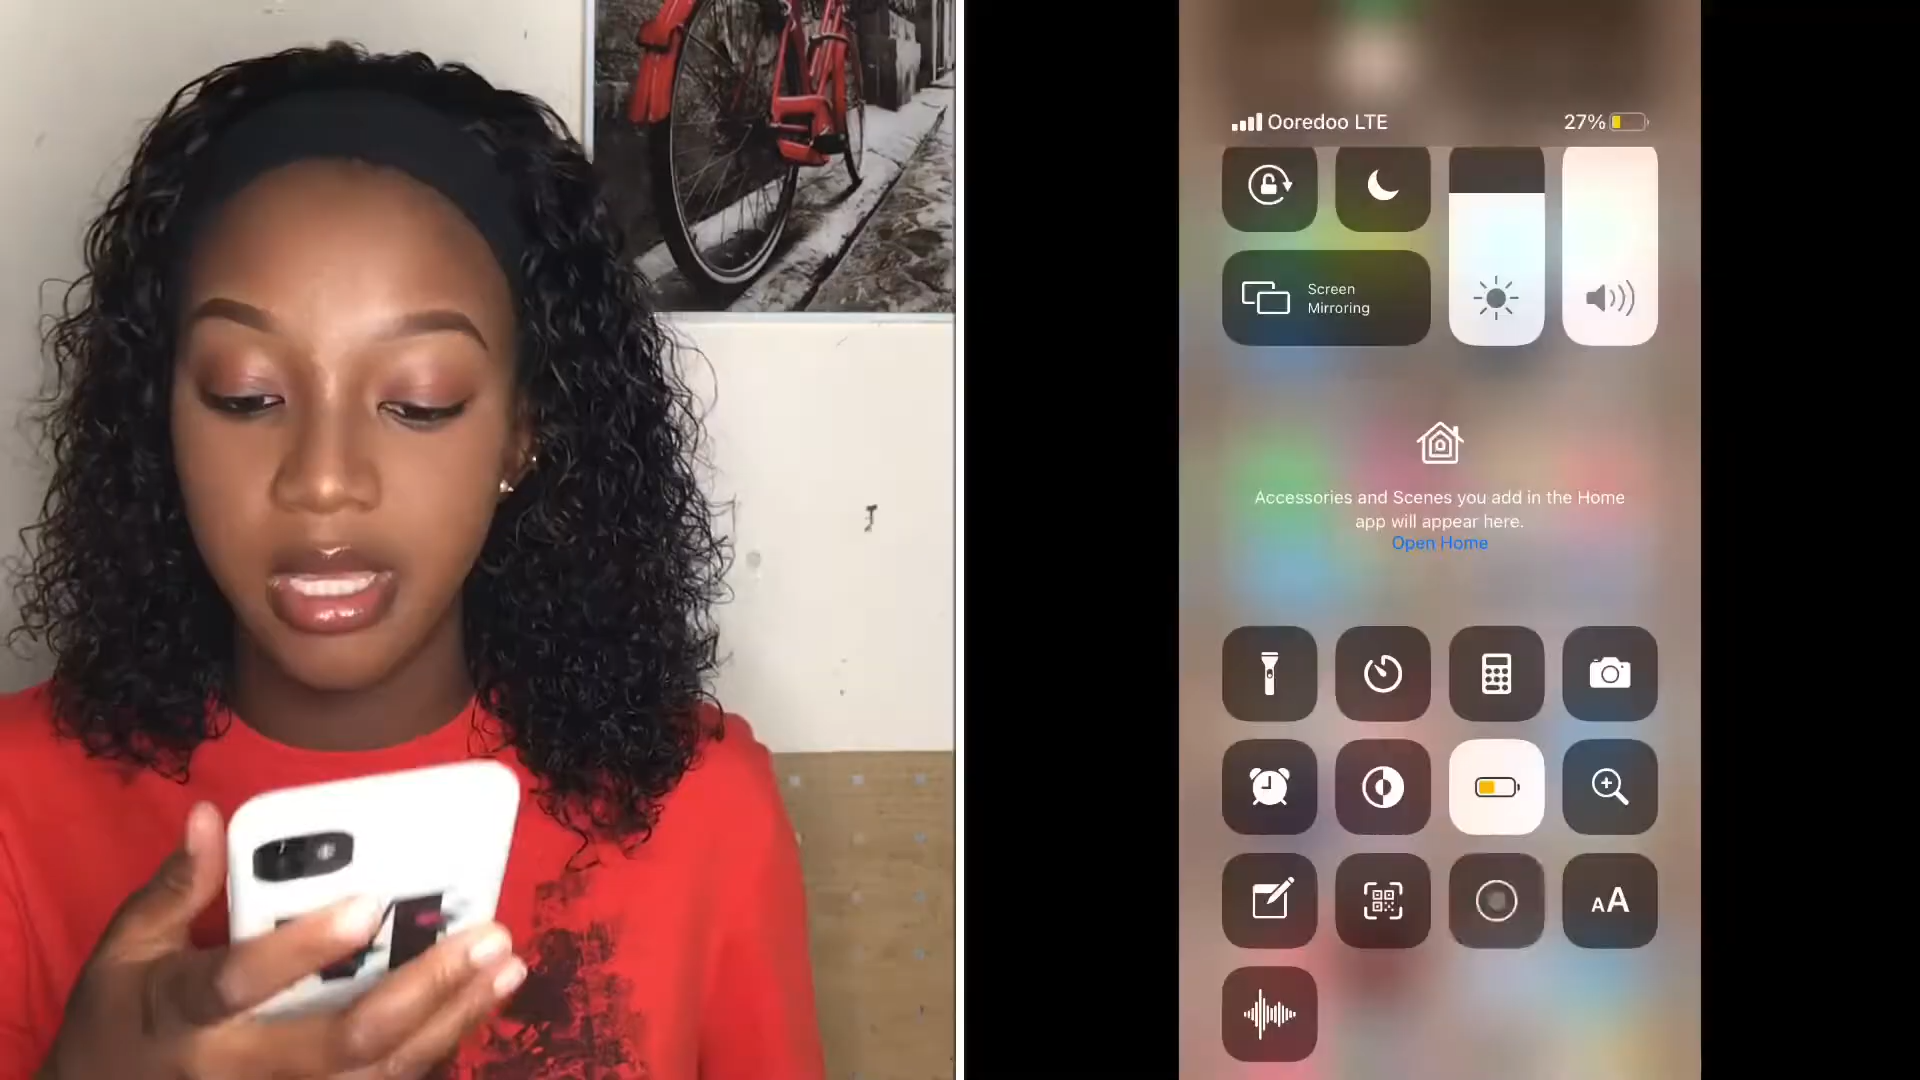 Ooredoo LTE
27%
Screen
Mirroring
Accessories and Scenes you add in the Home
app will appear here.
Open Home
AA